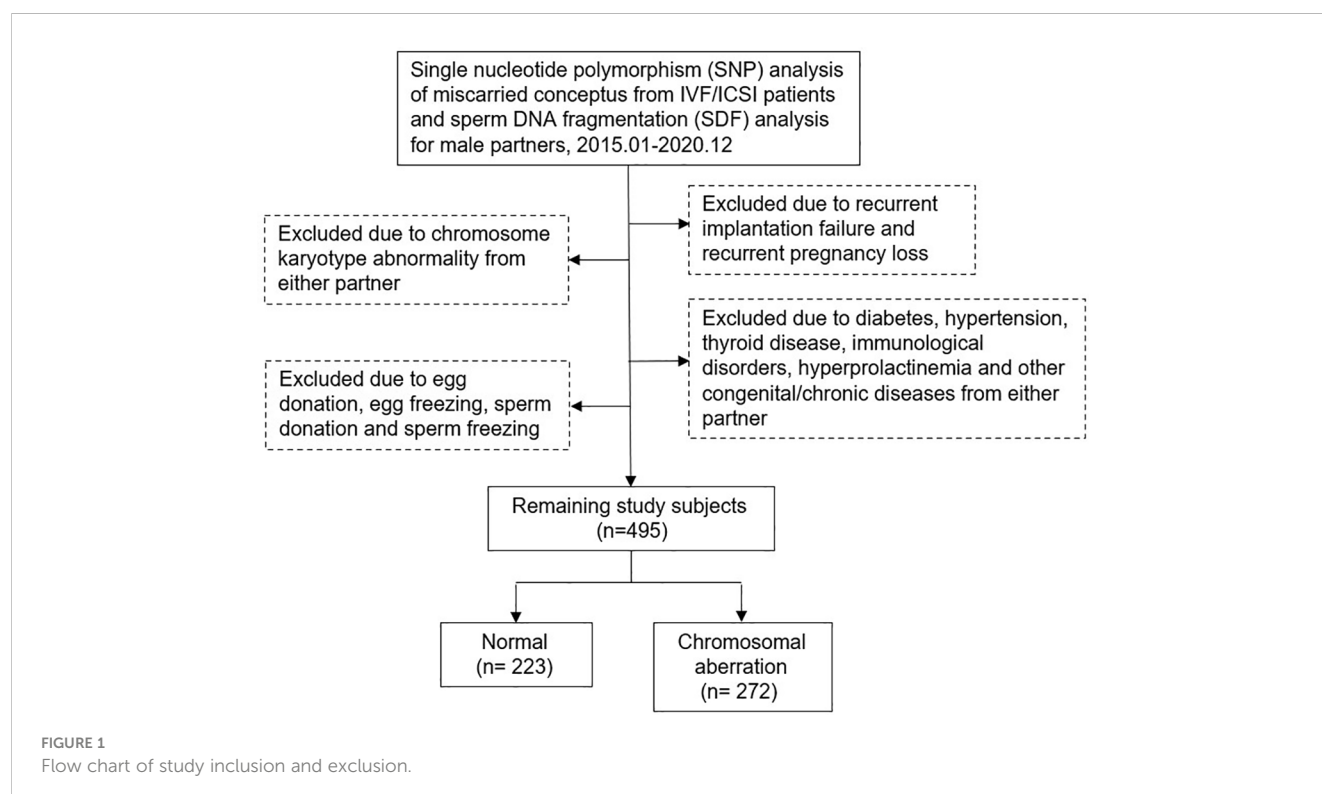 Single nucleotide polymorphism (SNP) analysis
of miscarried conceptus from IVF/ICSI patients
and sperm DNA fragmentation (SDF) analysis
for male partners, 2015.01-2020.12
Excluded due to recurrent
implantation failure and
recurrent pregnancy loss
Excluded due to chromosome
karyotype abnormality from
either partner
Excluded due to diabetes, hypertension,
thyroid disease, immunological
disorders, hyperprolactinemia and other
congenital/chronic diseases from either
partner
Excluded due to egg
donation, egg freezing, sperm
donation and sperm freezing
Remaining study subjects
(n=495)
Normal
(n= 223)
Chromosomal
aberration
(n= 272)
FIGURE 1
Flow chart of study inclusion and exclusion.